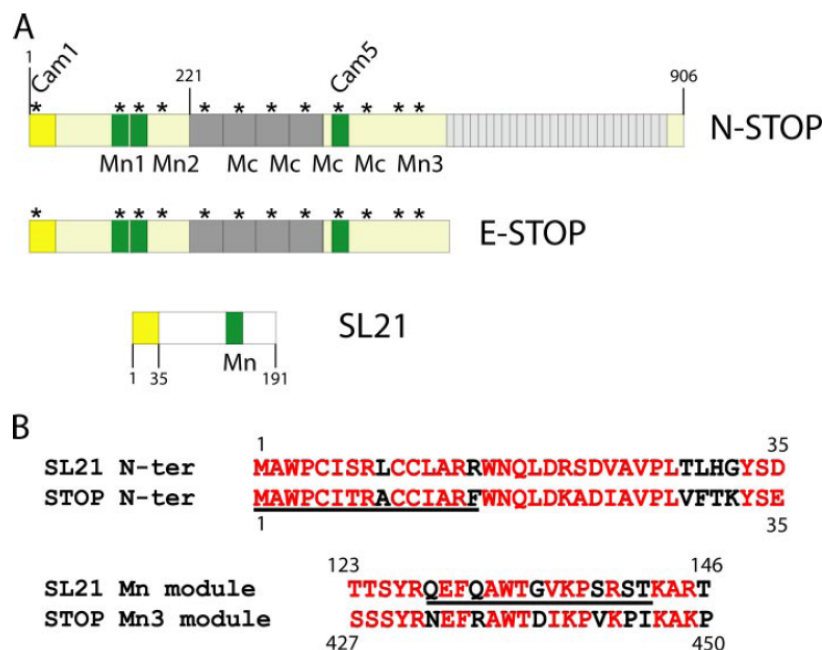 A
1 Cam1 221 Cam5 906
* * * * * * * * * * * *
N-STOP
Mn1 Mn2 Mc Mc Mc Mc Mn3
* * * * * * * * * * * *
E-STOP
SL21
Mn
1 35 191
B
1 35
SL21 N-ter MAWPCISRLCCLARRWNQLDRSDVAVPLTLHGYSD
STOP N-ter MAWPCITRACCIARFWNQLDKADIAVPLVFTKYSE
1 35
123 146
SL21 Mn module TTSYRQEFQAWTGVKPSRSTKART
STOP Mn3 module SSSYRNEFRAWTDIKPVKPIKAKP
427 450